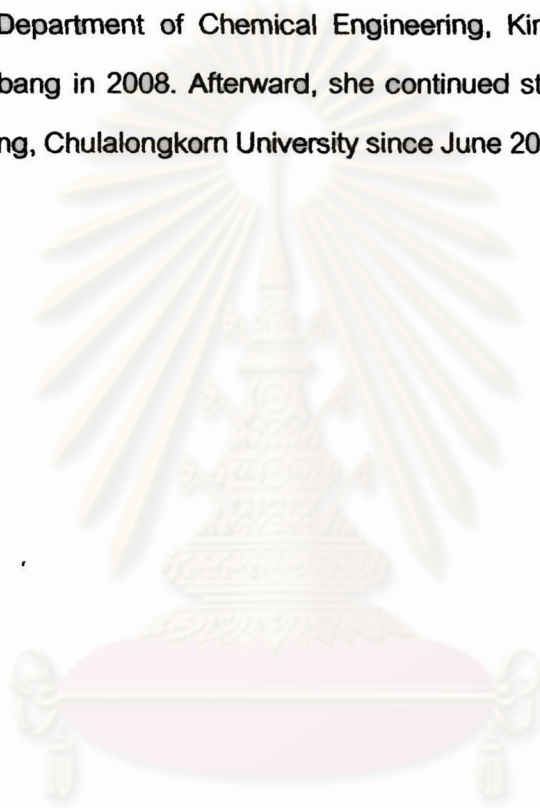 Department of Chemical Engineering, Kin
bang in 2008. Afterward, she continued st
ng, Chulalongkorn University since June 20